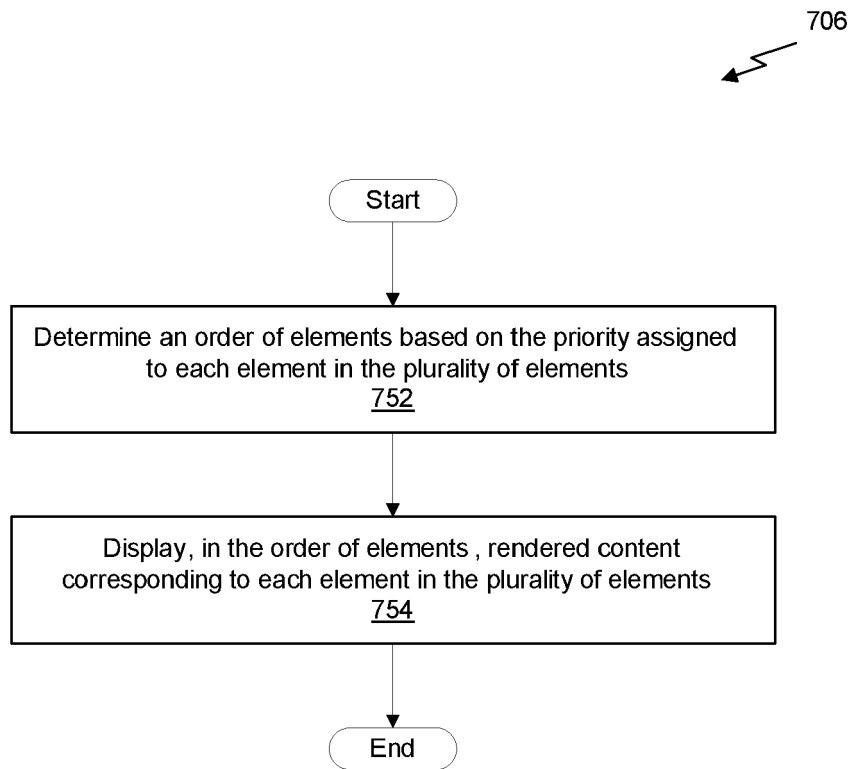 706
Start
Determine an order of elements based on the priority assigned
to each element in the plurality of elements
752
Display, in the order of elements , rendered content
corresponding to each element in the plurality of elements
754
End